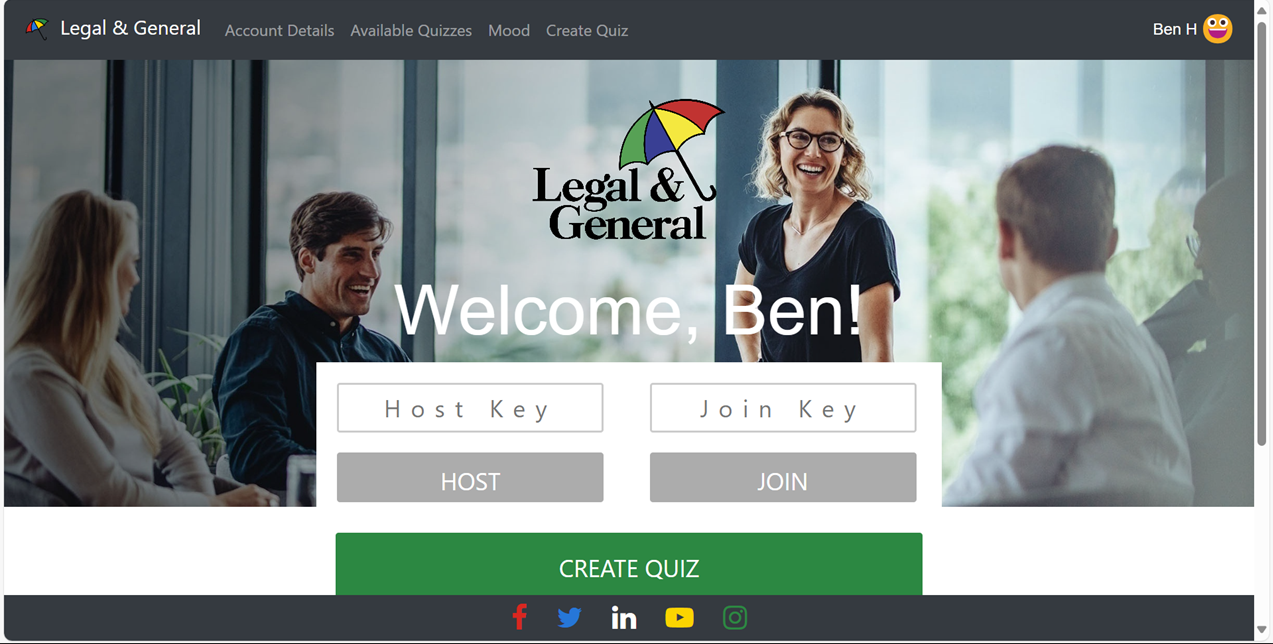 Legal & General
Account Details
Available Quizzes
Mood
Create Quiz
Ben H
Legal &
General
Welcome, Ben!
Host Key
Join Key
HOST
JOIN
CREATE QUIZ